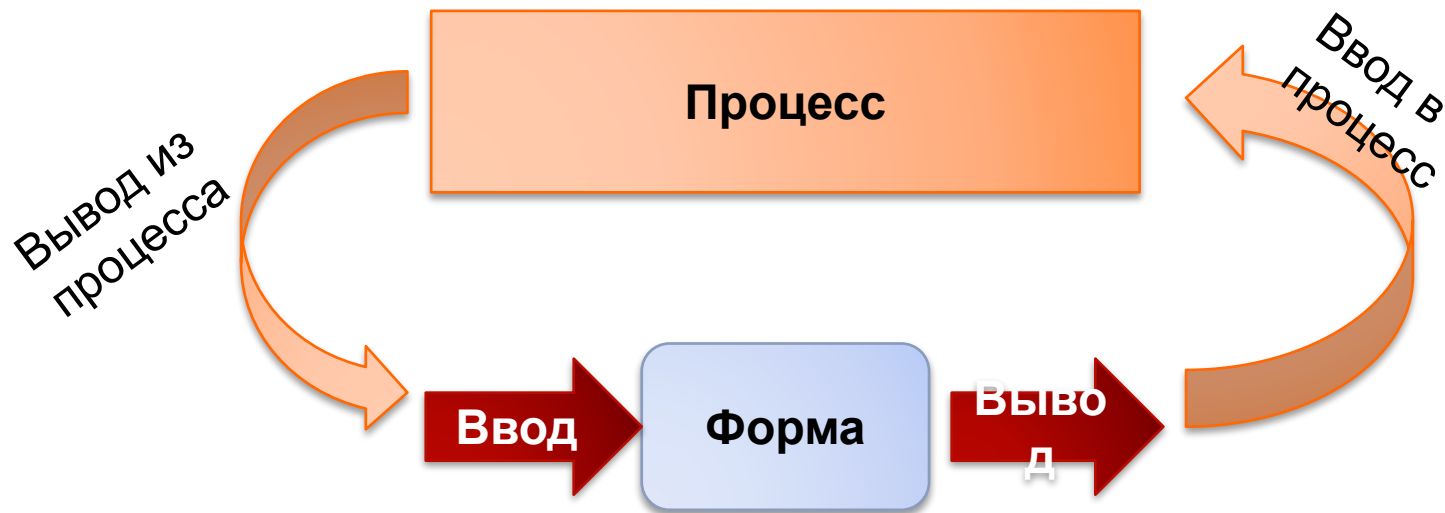 Процесс
Ввод в
процесс
Вывод из
процесса
Ввод
Форма
Выво
д